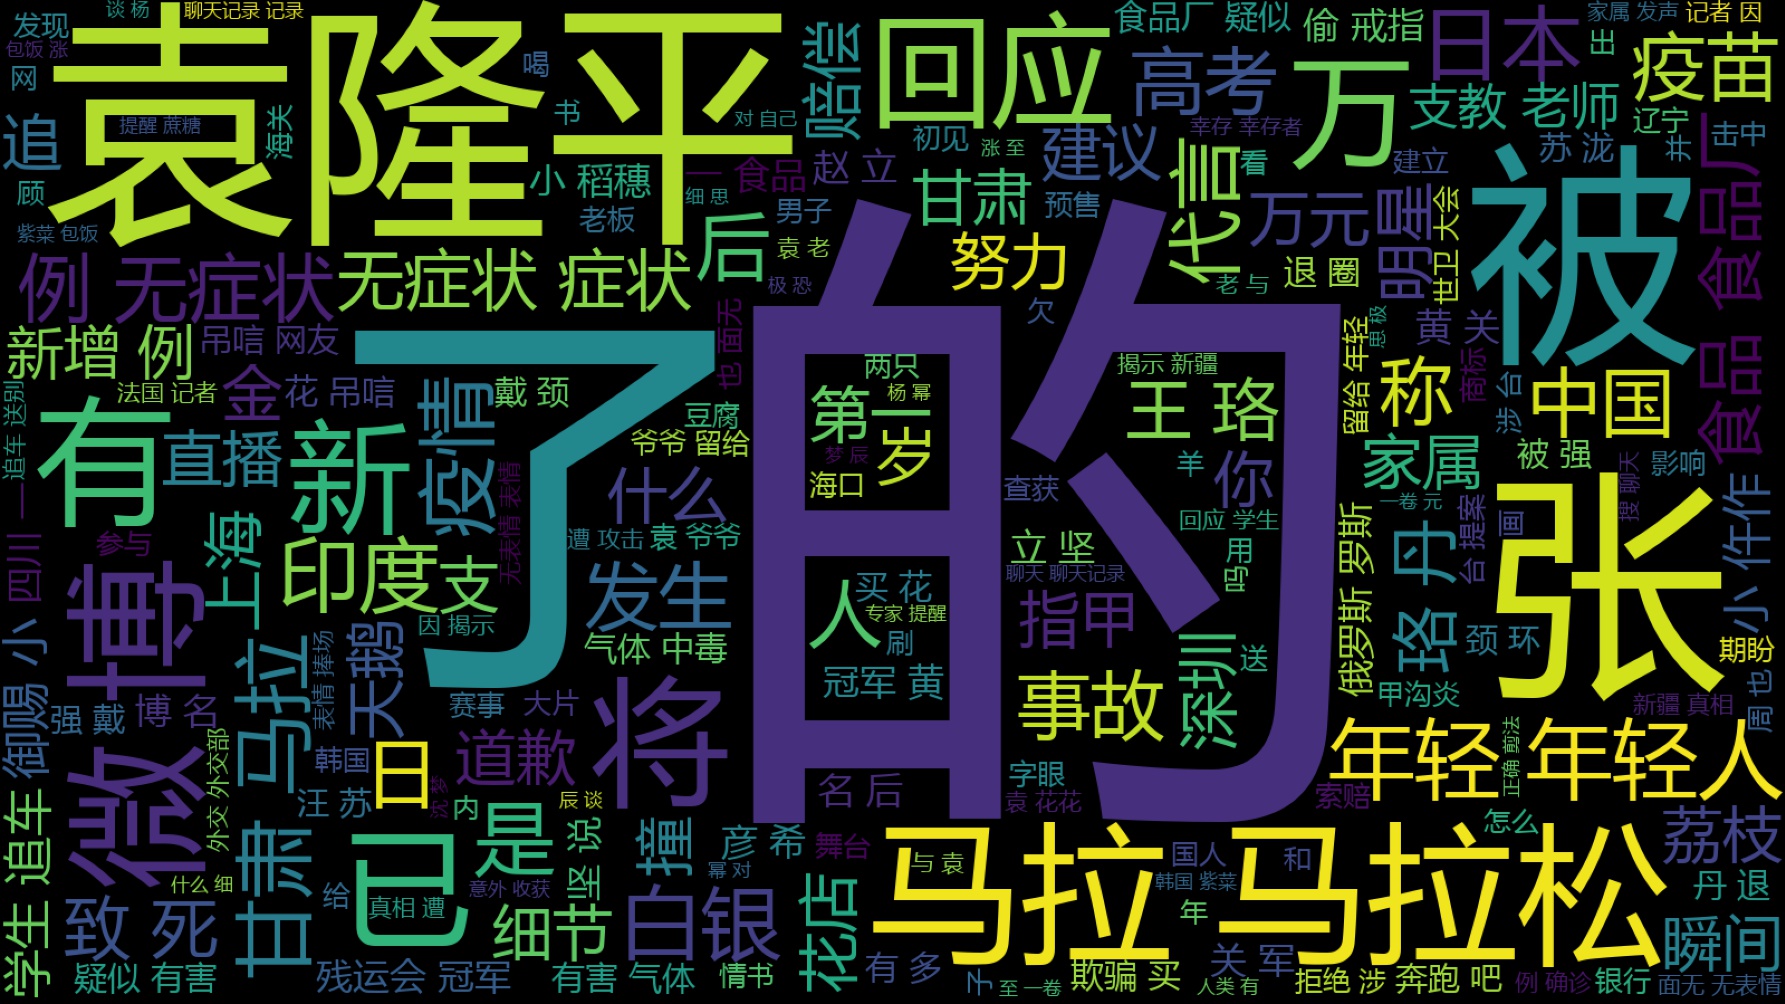 谈 杨
聊天记录 记录
发现
包饭 涨
网
袁隆平
喝
书
赔偿
回应
食品厂 疑似
偷 戒指
日本
家属 发声
记者 因
出
疫苗
高考
万
支教 老师
辽宁
击中
井
苏 泷
追
提醒 蔗糖
海关
顾
紫菜 包饭
对 自己
初见
涨 至
建议
幸存 幸存者
建立
看
代言
小 稻穗
老板
一 食品
细 思
赵 立
男子
甘肃
预售
万元
明星
世卫 大会
被
食品 食品厂
例 无症状
无症状 症状
后
袁 老
极 恐
努力
老 与
退 圈
欠
新增 例
吊唁 网友
了
的
也 面无
黄 关
留给 年轻
思 极
法国 记者
金
花 吊唁
戴 颈
两只
杨 幂
揭示 新疆
王 珞
称
商标
涉 台
中国
一 追车 送别
有
直播
新
疫情
豆腐
爷爷 留给
第一
岁
梦 辰
海口
羊
你
家属
被 强
影响
什么
查获
一卷 元
搜 聊天
四川
参与
上海
印度
支
无表情 表情
遭 攻击
袁 爷爷
回应 学生
立 坚
用
吗
俄罗斯 罗斯
丹
台 提案
画
张
小 仵作
微博
发生
人
买 花
专家 提醒
刷
聊天 聊天记录
指甲
因 揭示
气体 中毒
冠军 黄
深圳
送
珞
颈 环
期盼
御赐 小
马拉
表情 捧场
天鹅
赛事
大片
将
事故
甲沟炎
新疆 真相
周 也
强 戴
博 名
外交 外交部
韩国
日
道歉
字眼
年轻 年轻人
正确 剪法
汪 苏
沈 梦
内
辰 谈
名 后
袁 花花
索赔
学生 追车
甘肃
已
是
坚 说
撞
彦 希
舞台
与 袁
马拉 马拉松
国人
和
怎么
荔枝
什么 细
给
意外 收获
幂 对
韩国 紫菜
丹 退
致 死
真相 遭
细节
白银
花店
年
瞬间
疑似 有害
残运会 冠军
有害 气体
情书
有 多
子
至 一卷
欺骗 买
关 军
人类 有
拒绝 涉
奔跑 吧
例 确诊
银行
面无 无表情